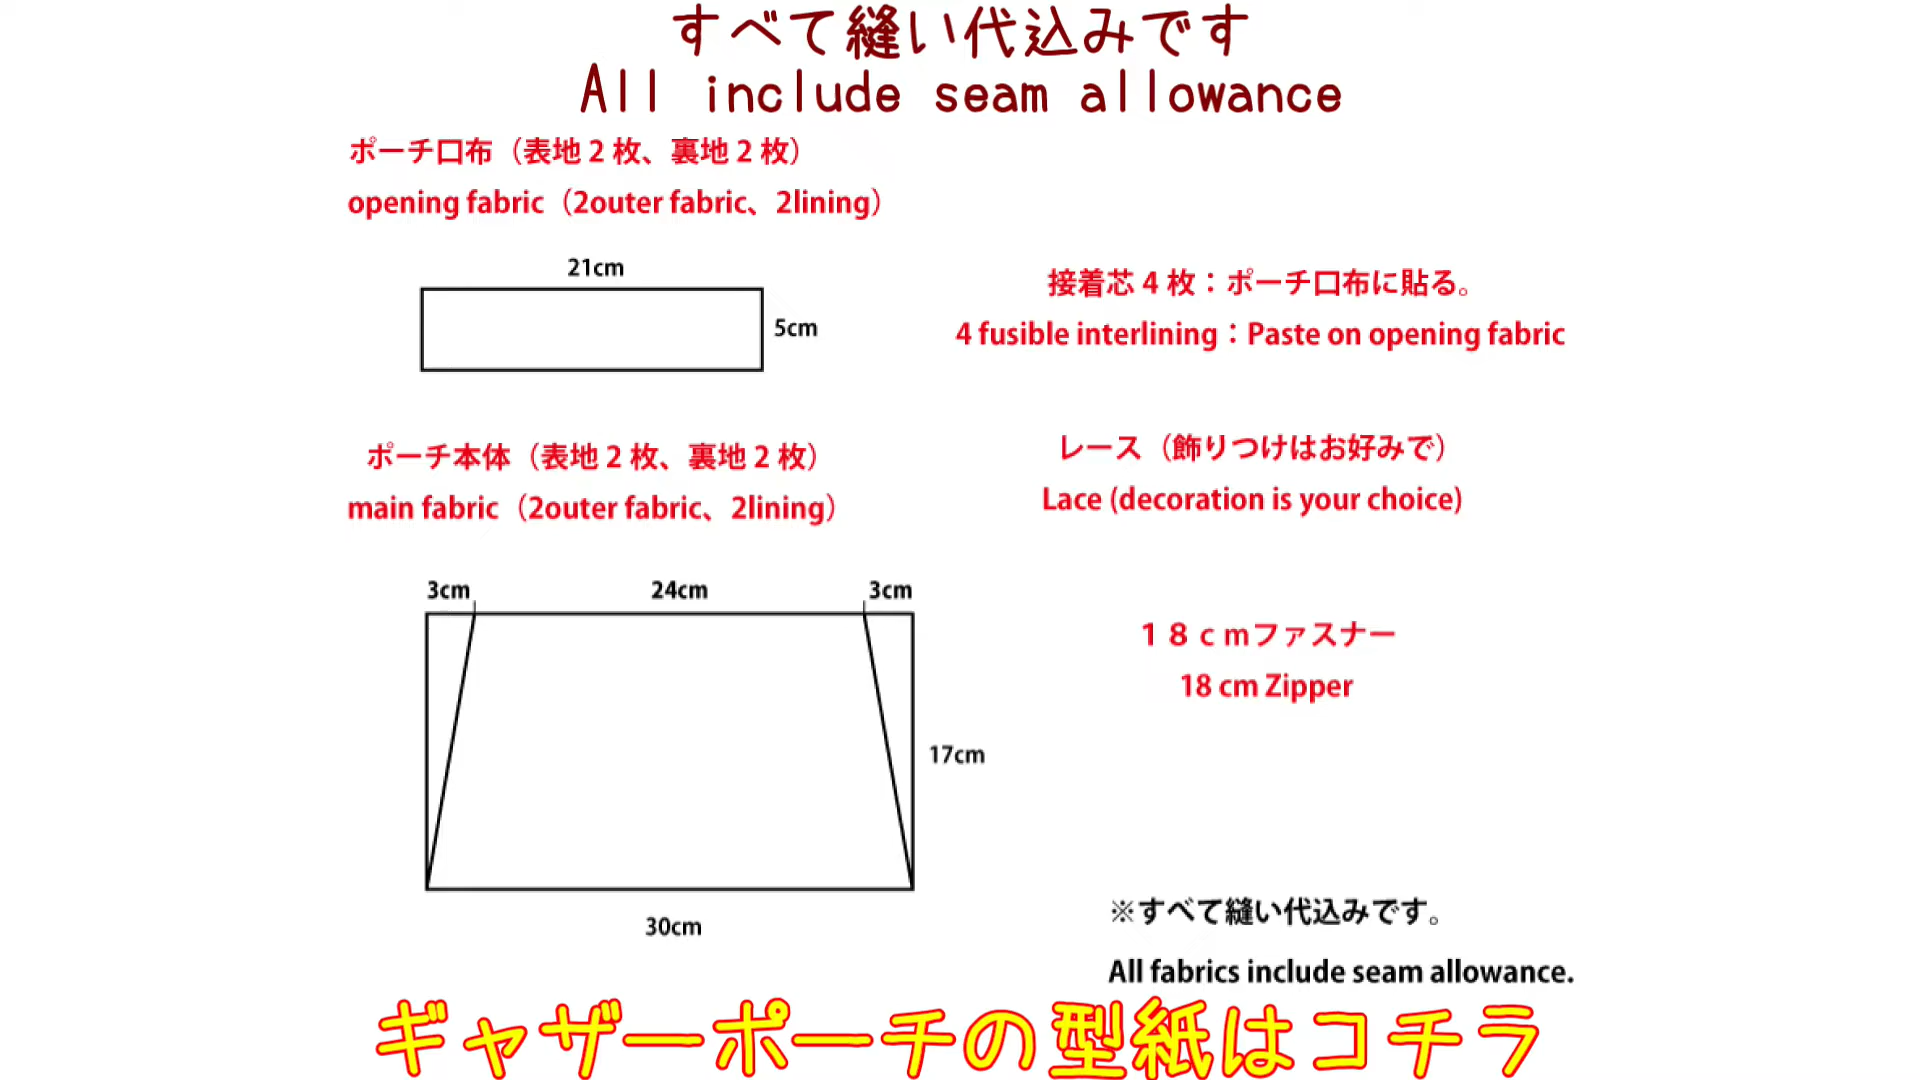 すべて縫い代込みです
All include seam allowance
ポーチ口布（表地２枚、裏地２枚）
opening fabric（2outer fabric、2lining）
21cm
5cm
接着芯４枚：ポーチ口布に貼る。
4 fusible interlining：Paste on opening fabric
ポーチ本体（表地２枚、裏地２枚）
main fabric（2outer fabric、2lining）
レース（飾りつけはお好みで）
Lace (decoration is your choice)
3cm 24cm 3cm
17cm
30cm
１８ｃｍファスナー
18 cm Zipper
※すべて縫い代込みです。
All fabrics include seam allowance.
ギャザーポーチの型紙はコチラ